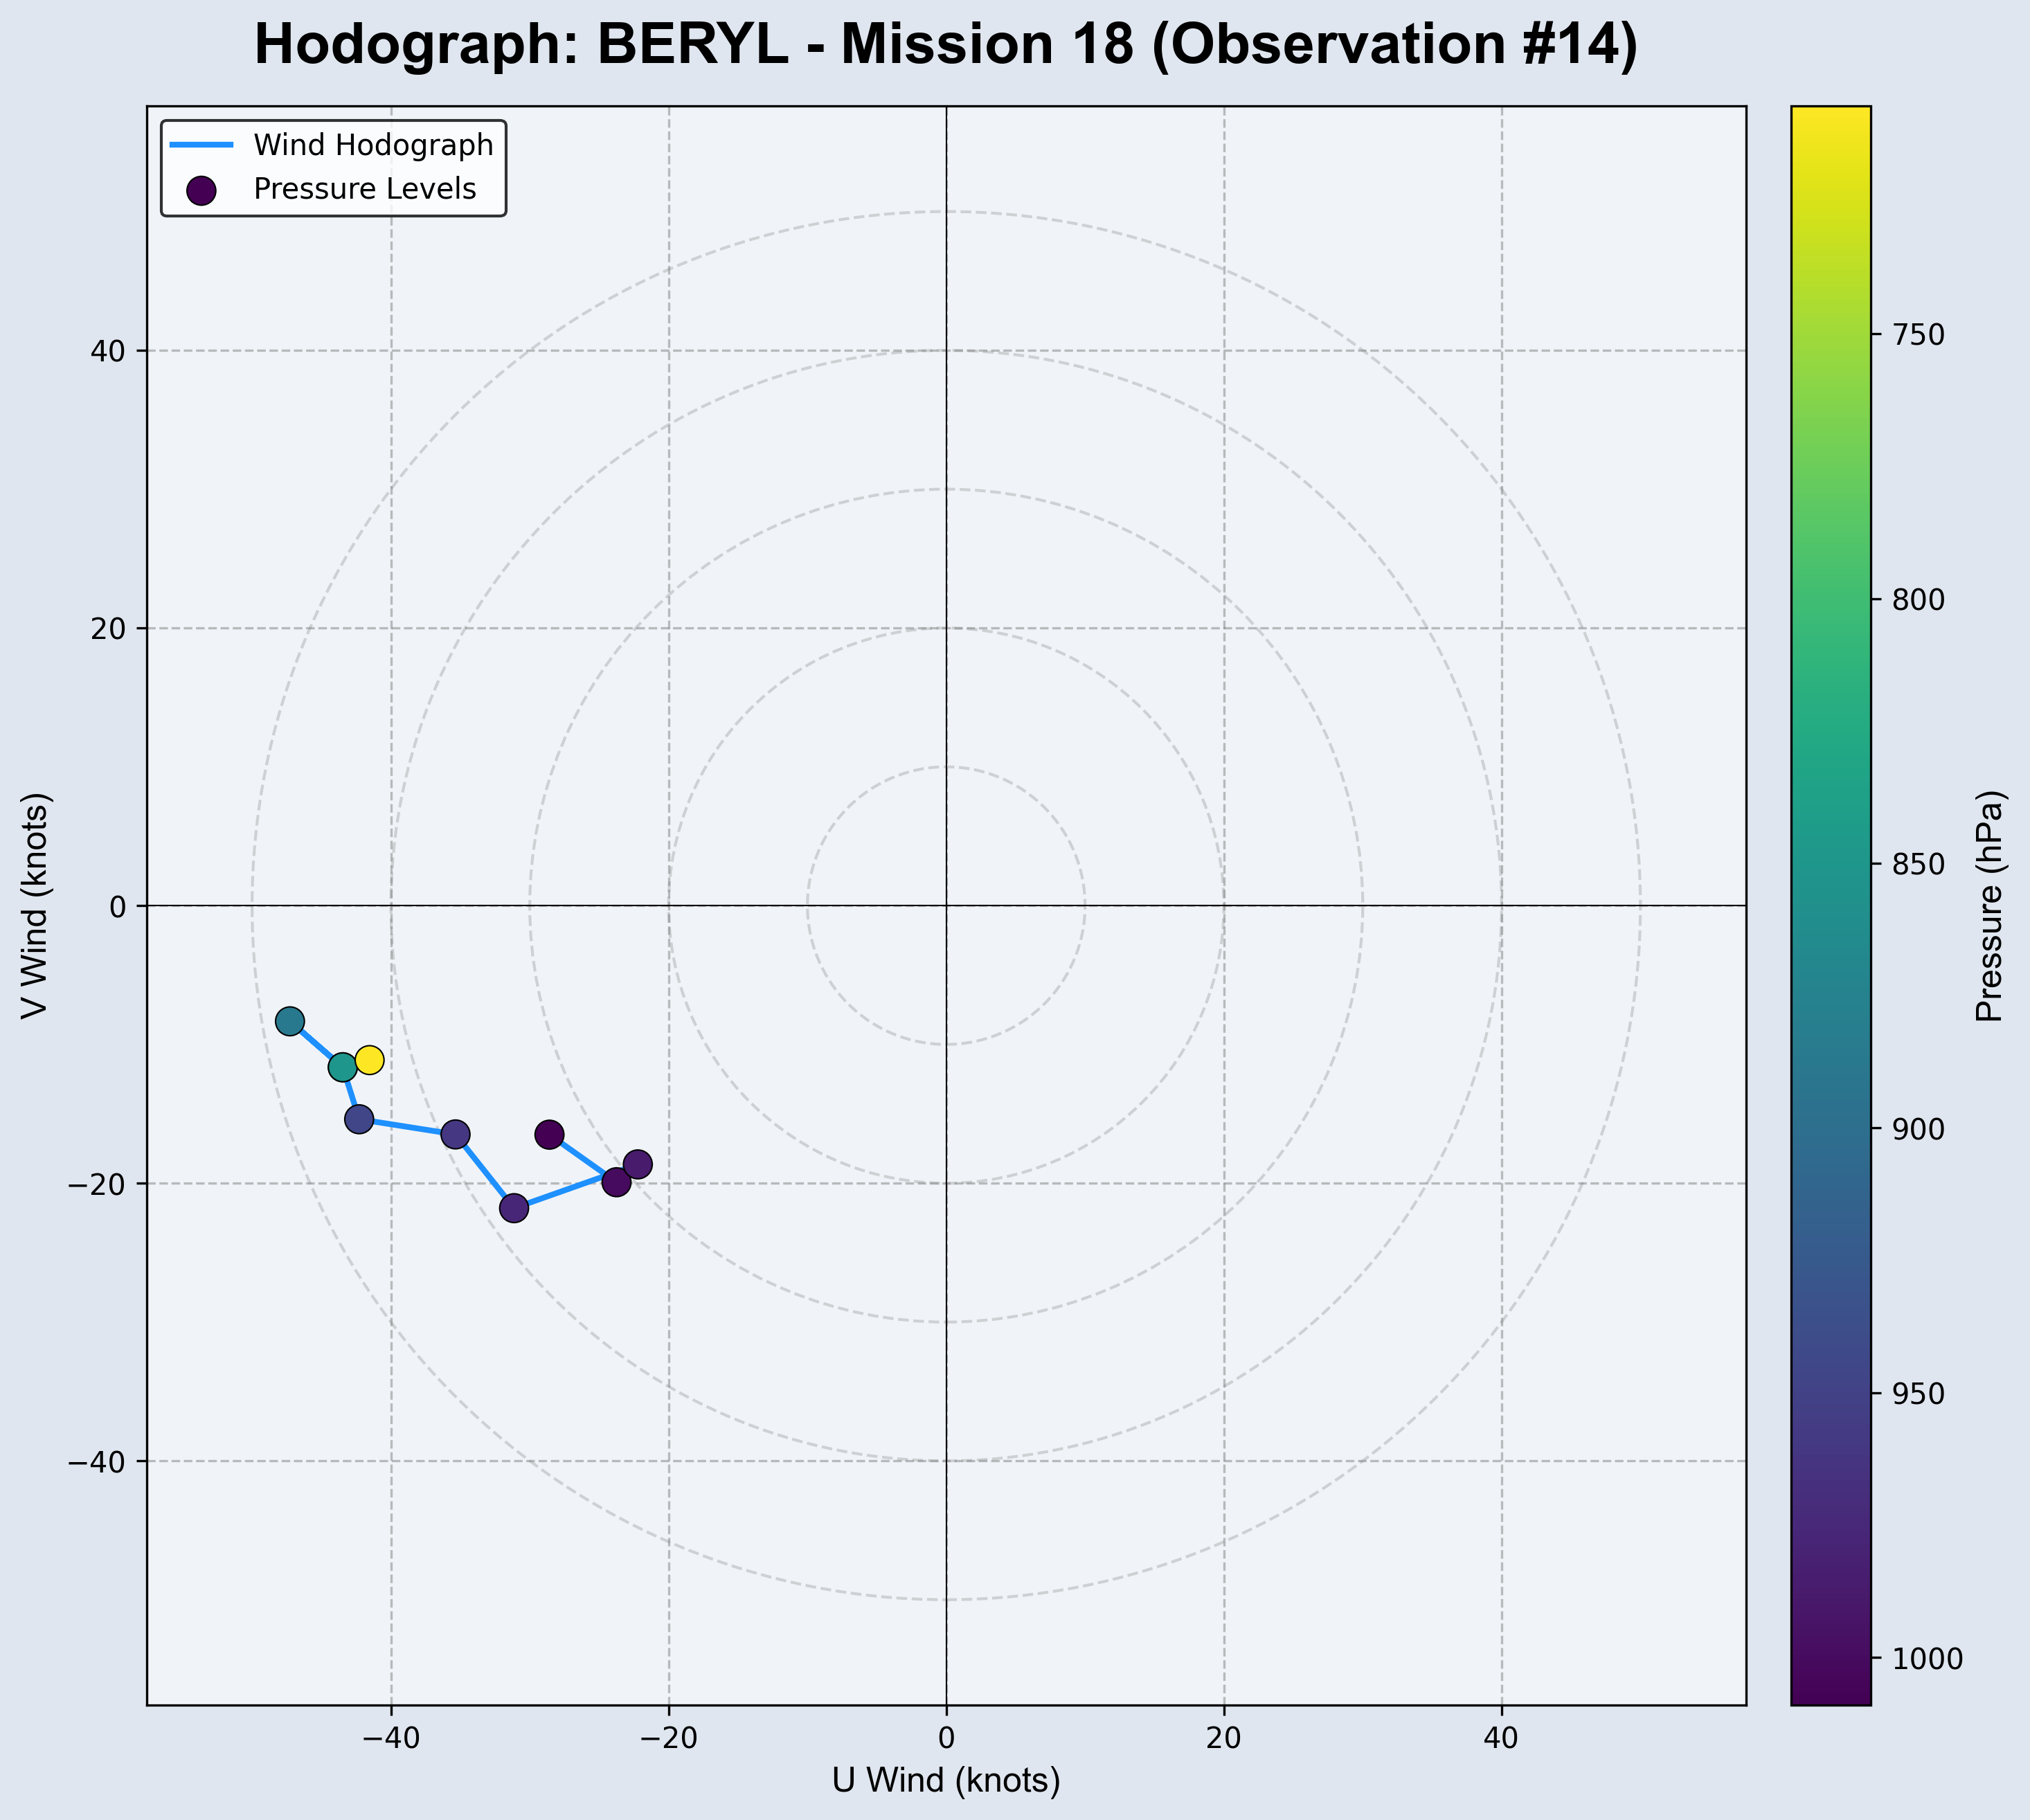 Hodograph: BERYL - Mission 18 (Observation #14)
Wind Hodograph
Pressure Levels
V Wind (knots)
40
20
0
−20
−40
−40
−20
0
20
40
U Wind (knots)
750
800
850
900
950
1000
Pressure (hPa)